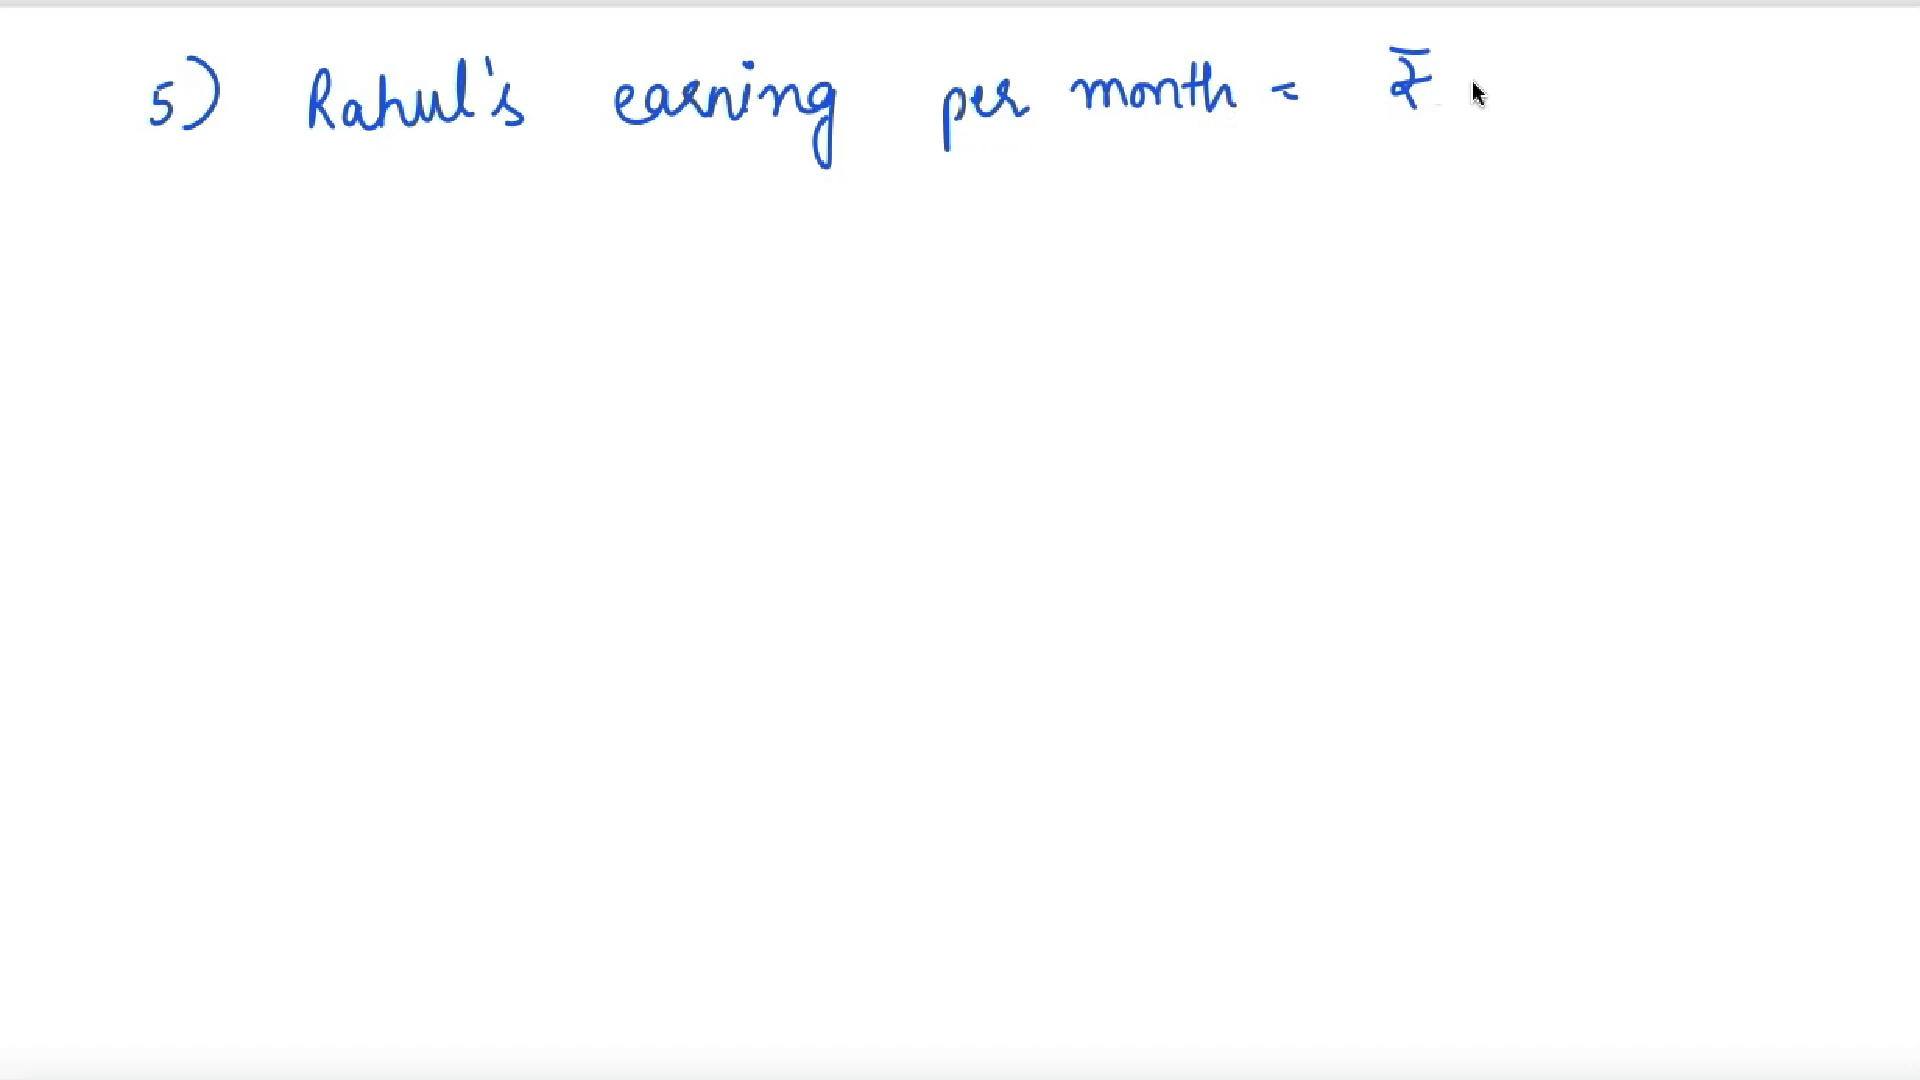 5) Rahul's earning per month = ₹